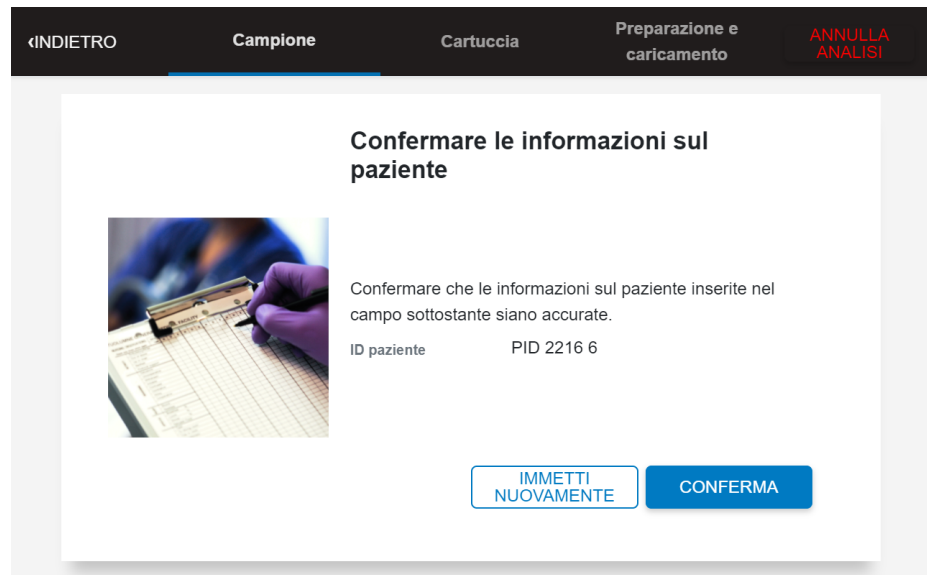 ‹INDIETRO
Campione
Cartuccia
Preparazione e
caricamento
ANNULLA
ANALISI
Confermare le informazioni sul
paziente
Confermare che le informazioni sul paziente inserite nel
campo sottostante siano accurate.
ID paziente PID 2216 6
IMMETTI
NUOVAMENTE
CONFERMA